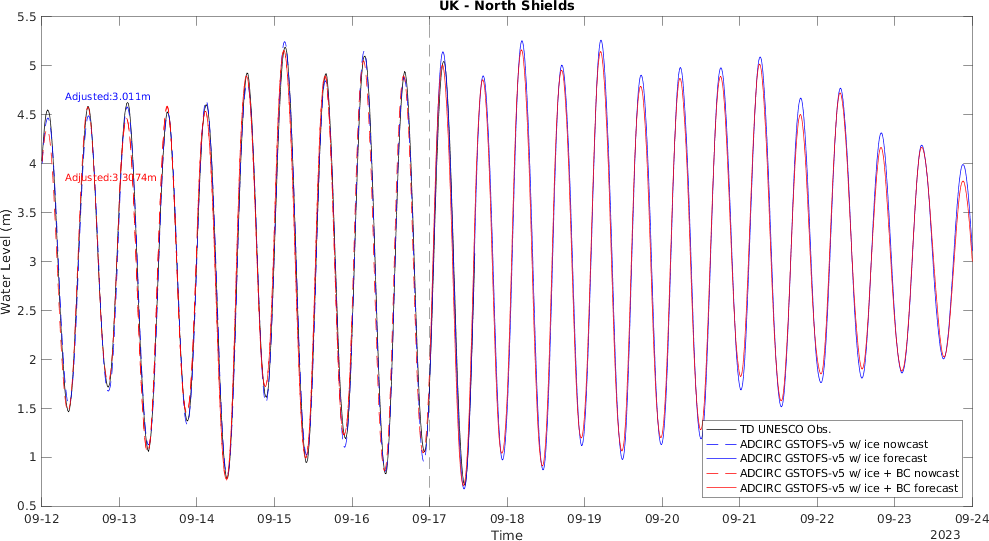 UK - North Shields
5.5
5
4.5
4
3.5
3
2.5
2
1.5
1
0.5
Water Level (m)
Adjusted:3.011m
Adjusted:3.3074m
TD UNESCO Obs.
ADCIRC GSTOFS-v5 w/ ice nowcast
ADCIRC GSTOFS-v5 w/ ice forecast
ADCIRC GSTOFS-v5 w/ ice + BC nowcast
ADCIRC GSTOFS-v5 w/ ice + BC forecast
09-12 09-13 09-14 09-15 09-16 09-17 09-18 09-19 09-20 09-21 09-22 09-23 09-24
Time
2023